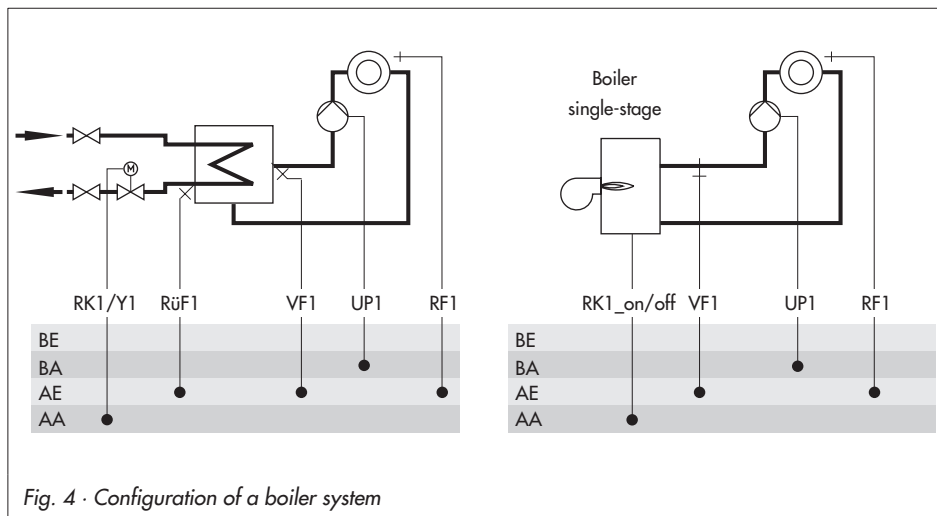 Boiler
single-stage
M
RK1/Y1 RüF1 VF1 UP1 RF1
RK1_on/off VF1 UP1 RF1
BE
BA
AE
AA
BE
BA
AE
AA
Fig. 4 · Configuration of a boiler system